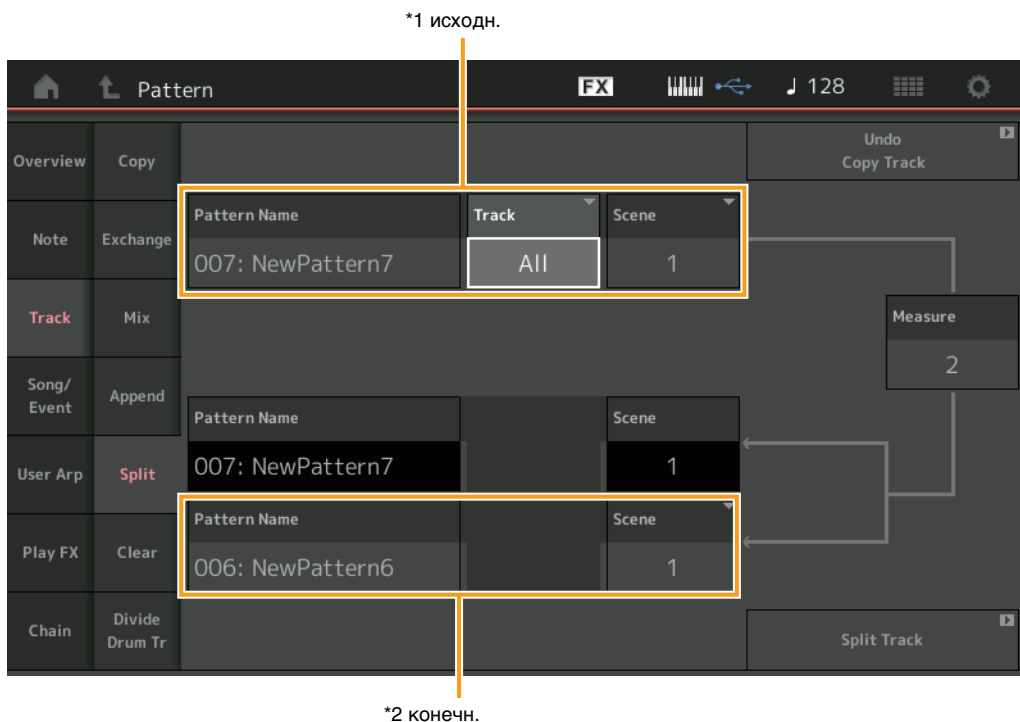 *1 исходн.
Pattern
FX
128
Undo
Copy Track
Overview
Copy
Pattern Name
Track
Scene
Note
Exchange
007: NewPattern7
All
1
Track
Mix
Measure
2
Song/
Event
Append
Pattern Name
Scene
User Arp
Split
007: NewPattern7
1
Pattern Name
Scene
Play FX
Clear
006: NewPattern6
1
Chain
Divide
Drum Tr
Split Track
*2 конечн.